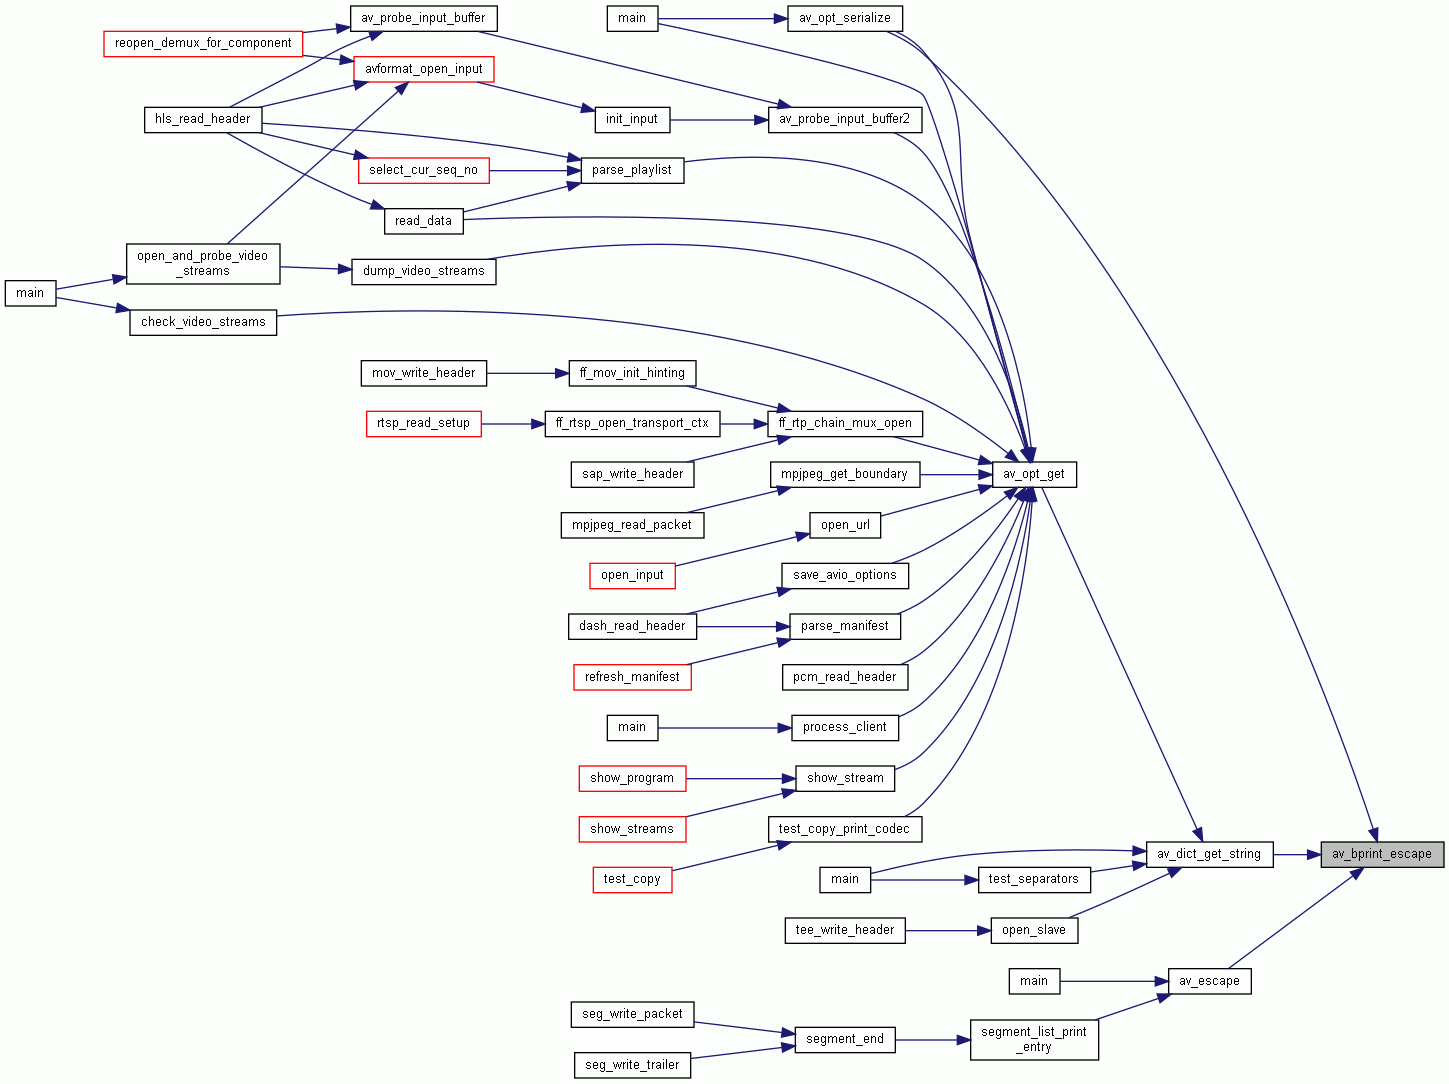 av_probe_input_buffer
main
av_opt_serialize
reopen_demux_for_component
avformat_open_input
hls_read_header
init_input
av_probe_input_buffer2
select_cur_seq_no
parse_playlist
read_data
open_and_probe_video
_streams
dump_video_streams
main
check_video_streams
mov_write_header
ff_mov_init_hinting
rtsp_read_setup
ff_rtsp_open_transport_ctx
ff_rtp_chain_mux_open
sap_write_header
mpjpeg_get_boundary
av_opt_get
mpjpeg_read_packet
open_url
open_input
save_avio_options
dash_read_header
parse_manifest
refresh_manifest
pcm_read_header
main
process_client
show_program
show_stream
show_streams
test_copy_print_codec
av_dict_get_string
av_bprint_escape
test_copy
main
test_separators
tee_write_header
open_slave
main
av_escape
seg_write_packet
segment_end
segment_list_print
_entry
seg_write_trailer